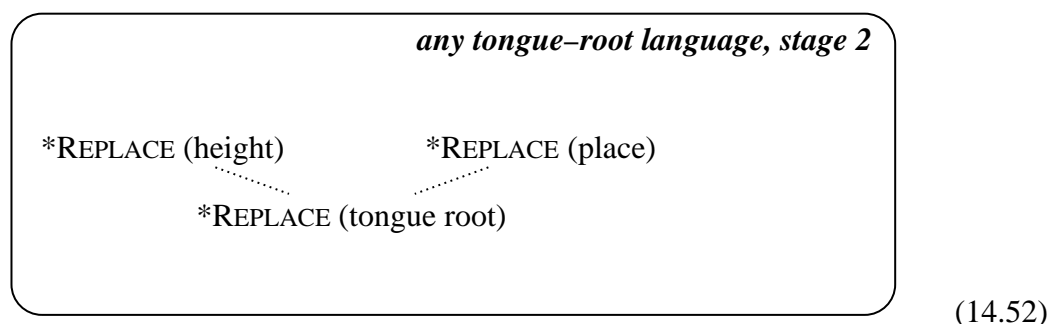 any tongue–root language, stage 2
*REPLACE (height) *REPLACE (place)
*REPLACE (tongue root)
(14.52)